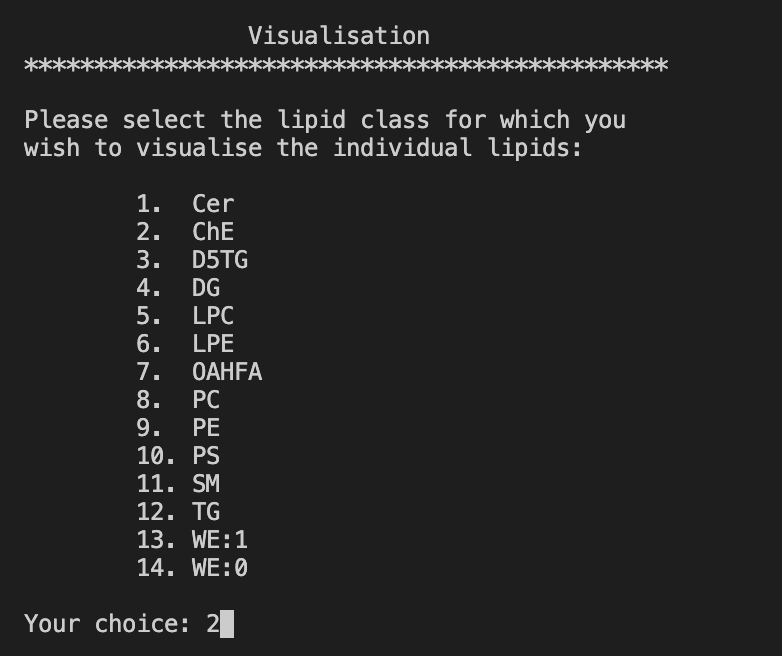 Visualisation
**********************************************
Please select the lipid class for which you
wish to visualise the individual lipids:
1. Cer
2. ChE
3. D5TG
4. DG
5. LPC
6. LPE
7. OAHFA
8. PC
9. PE
10. PS
11. SM
12. TG
13. WE:1
14. WE:0
Your choice: 2